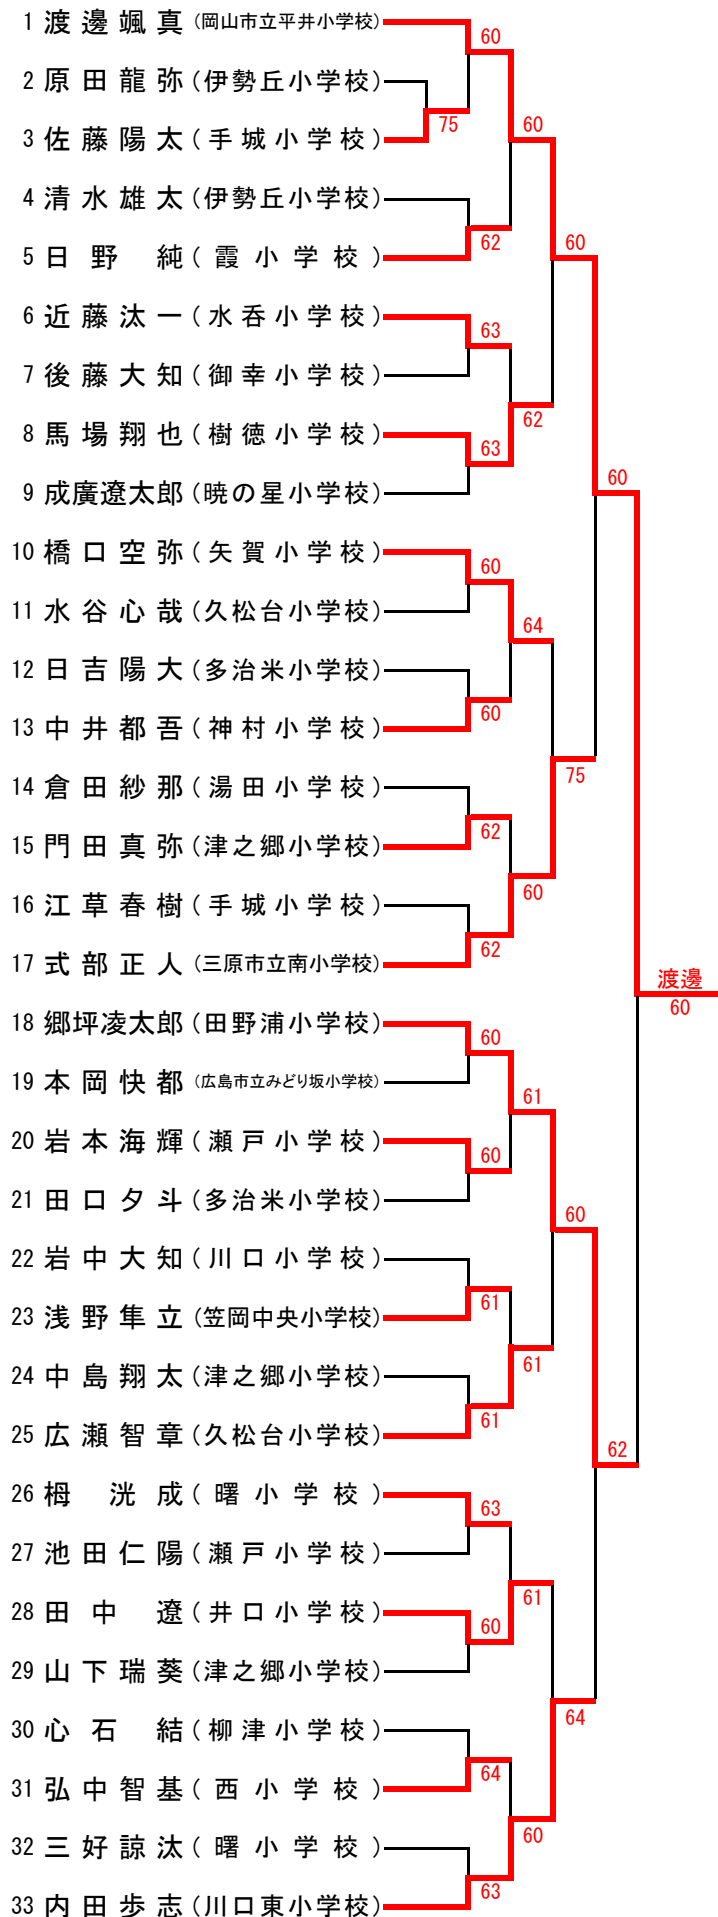 1 渡邊颯真 (岡山市立平井小学校)
60
2 原田龍弥 (伊勢丘小学校)
75
60
3 佐藤陽太 (手城小学校)
4 清水雄太 (伊勢丘小学校)
62
60
5 日野 純 (霞小学校)
6 近藤汰一 (水呑小学校)
63
7 後藤大知 (御幸小学校)
62
8 馬場翔也 (樹徳小学校)
63
60
9 成廣遼太郎 (暁の星小学校)
10 橋口空弥 (矢賀小学校)
60
11 水谷心哉 (久松台小学校)
64
12 日吉陽大 (多治米小学校)
60
13 中井都吾 (神村小学校)
75
14 倉田紗那 (湯田小学校)
62
15 門田真弥 (津之郷小学校)
60
16 江草春樹 (手城小学校)
62
17 式部正人 (三原市立南小学校)
渡邊
60
18 郷坪凌太郎 (田野浦小学校)
60
19 本岡快都 (広島市立みどり坂小学校)
61
20 岩本海輝 (瀬戸小学校)
60
21 田口夕斗 (多治米小学校)
60
22 岩中大知 (川口小学校)
61
23 浅野隼立 (笠岡中央小学校)
61
24 中島翔太 (津之郷小学校)
61
25 広瀬智章 (久松台小学校)
62
26 栂 洸成 (曙小学校)
63
27 池田仁陽 (瀬戸小学校)
61
28 田中 遼 (井口小学校)
60
29 山下瑞葵 (津之郷小学校)
64
30 心石 結 (柳津小学校)
64
31 弘中智基 (西小学校)
60
32 三好諒汰 (曙小学校)
63
33 内田歩志 (川口東小学校)